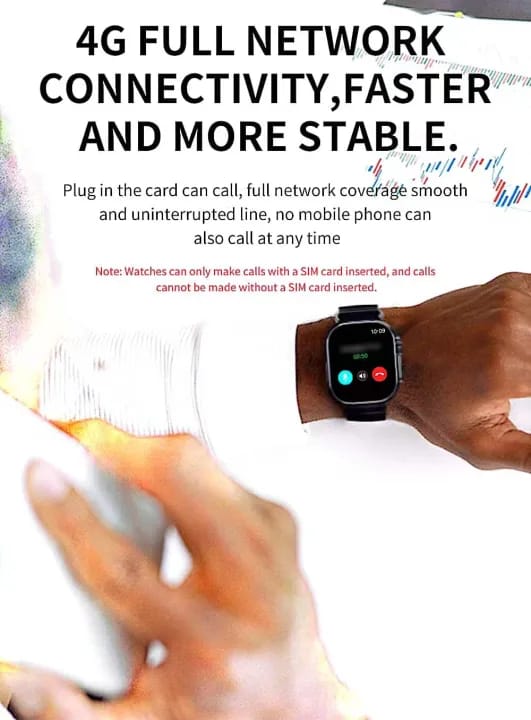 4G FULL NETWORK
CONNECTIVITY,FASTER
AND MORE STABLE.
Plug in the card can call, full network coverage smooth
and uninterrupted line, no mobile phone can
also call at any time
Note: Watches can only make calls with a SIM card inserted, and calls
cannot be made without a SIM card inserted.
10:09
00:50